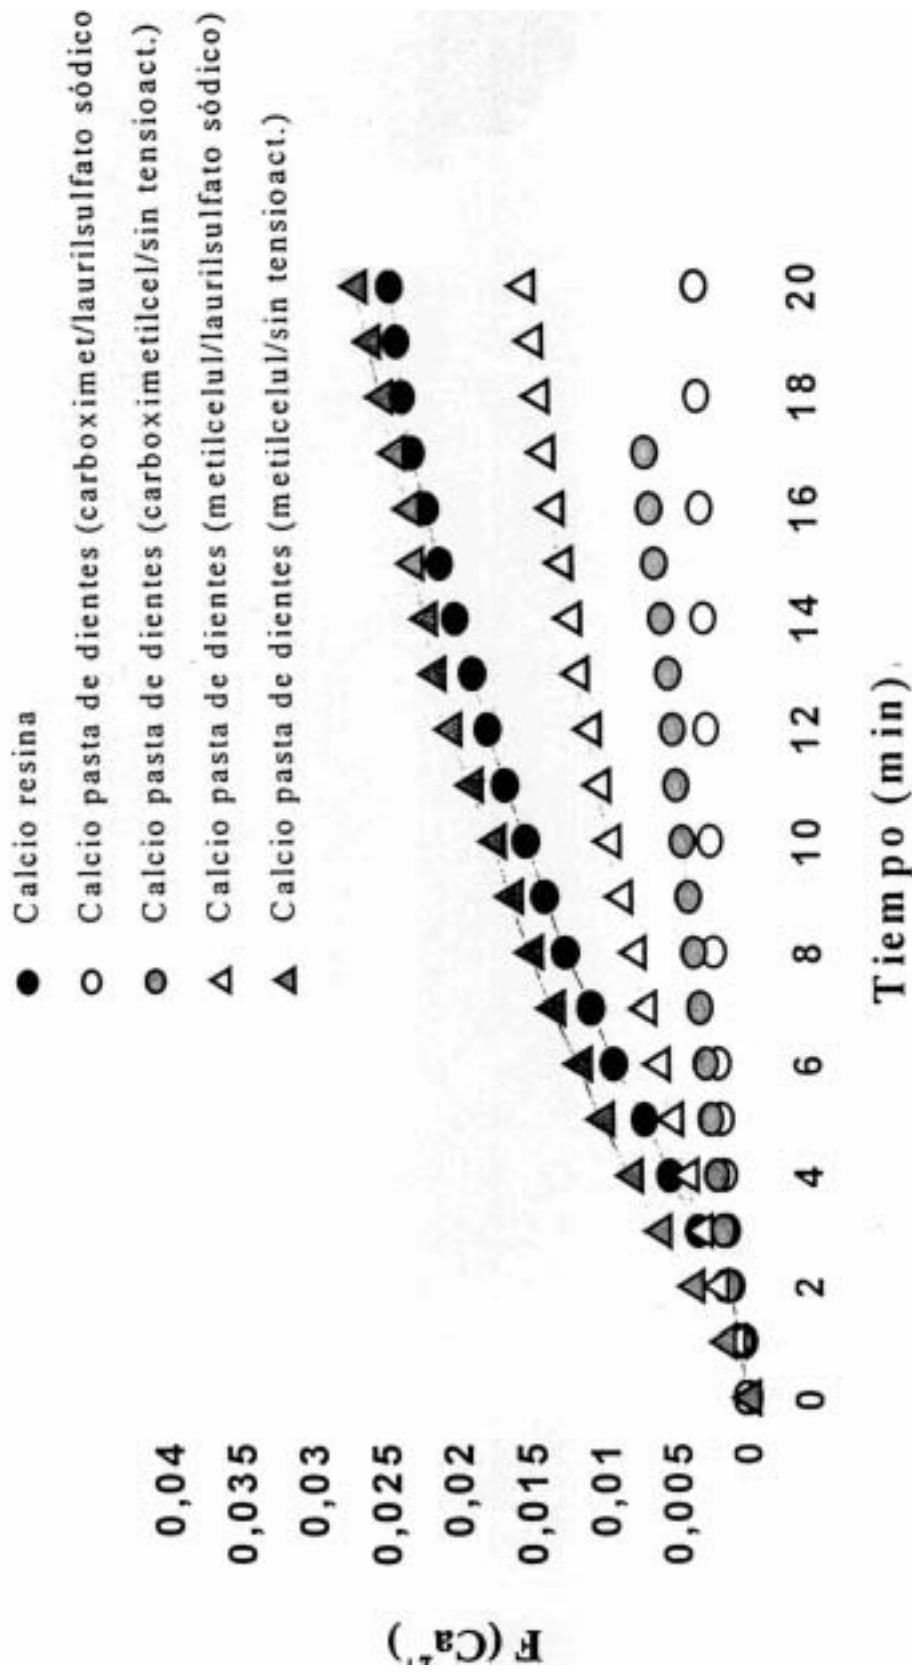 Calcio resina
Calcio pasta de dientes (carboximet/laurilsulfato sódico
Calcio pasta de dientes (carboximetilcel/sin tensioact.)
Calcio pasta de dientes (metilcelul/laurilsulfato sódico)
Calcio pasta de dientes (metilcelul/sin tensioact.)
0,04
0,035
0,03
0,025
0,02
0,015
0,01
0,005
0
F(Ca²⁺)
0 2 4 6 8 10 12 14 16 18 20
Tiempo (min)